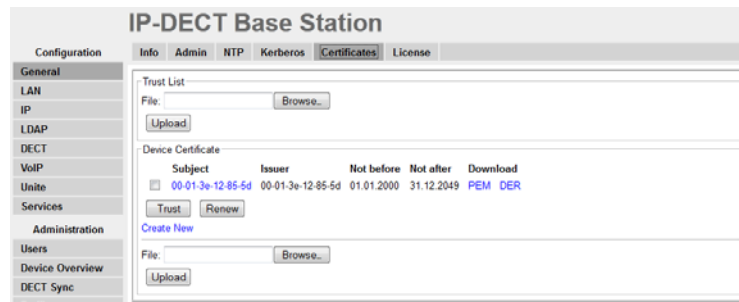 IP-DECT Base Station
Configuration
Info Admin NTP Kerberos Certificates License
General
LAN
IP
LDAP
DECT
VoIP
Unite
Services
Administration
Users
Device Overview
DECT Sync
Trust List
File: Browse...
Upload
Device Certificate
Subject Issuer Not before Not after Download
00-01-3e-12-85-5d 00-01-3e-12-85-5d 01.01.2000 31.12.2049 PEM DER
Trust Renew
Create New
File: Browse...
Upload